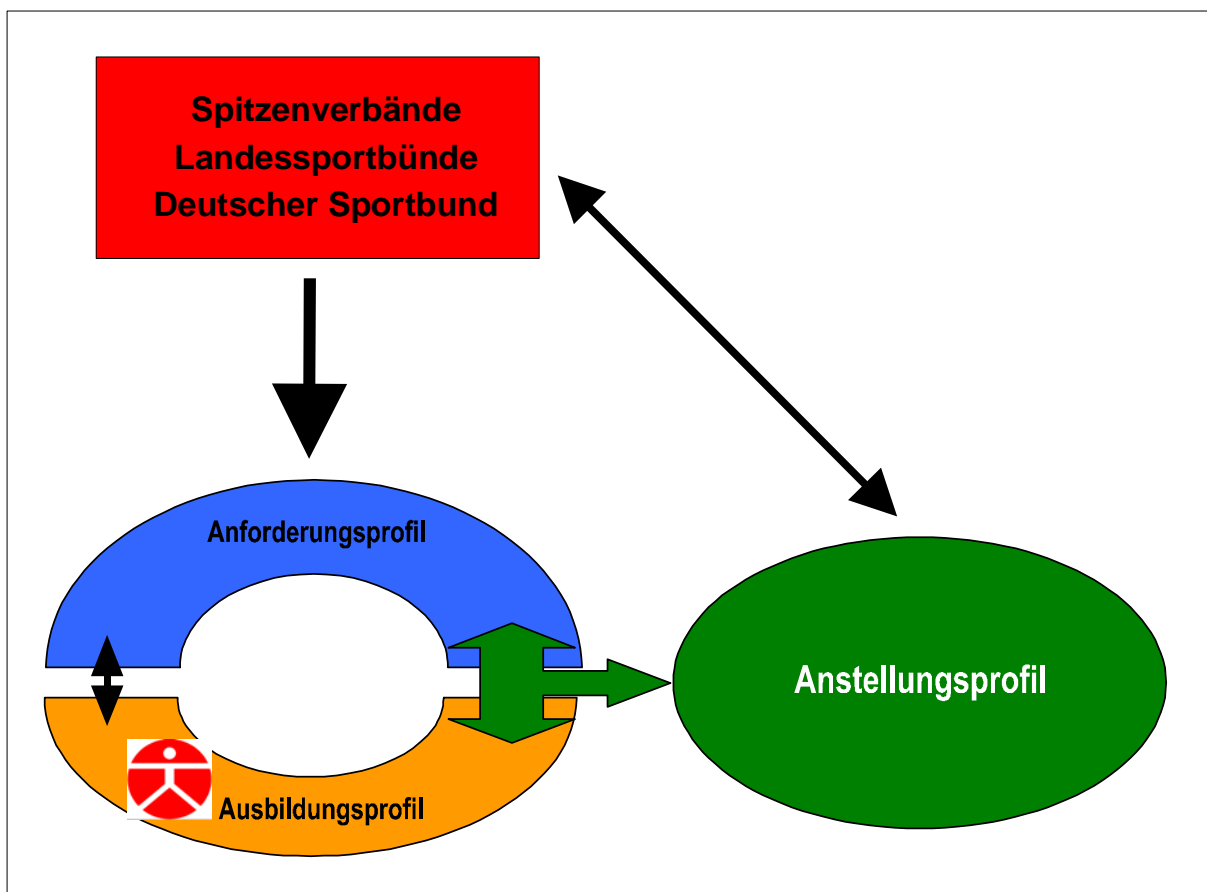 Spitzenverbände
Landessportbünde
Deutscher Sportbund
Anforderungsprofil
Anstellungsprofil
Ausbildungsprofil